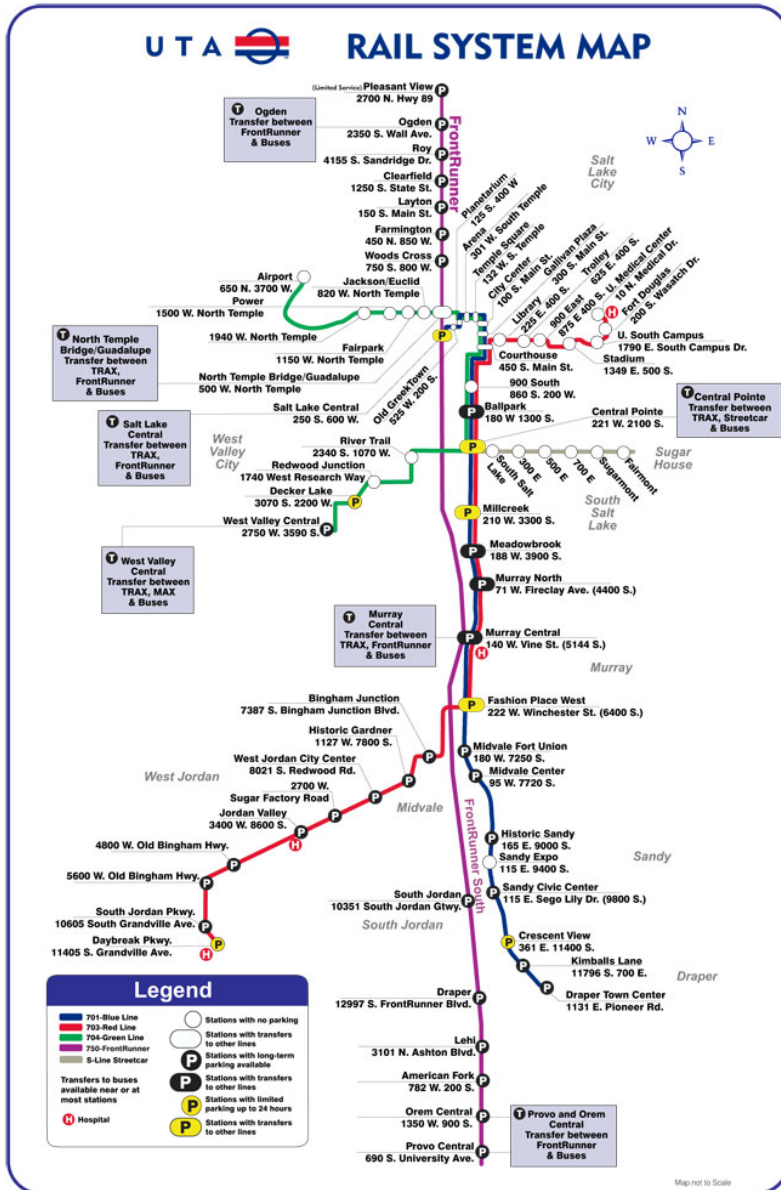 UTA
RAIL SYSTEM MAP
(Limited Service) Pleasant View
2700 N. Hwy 89
T
Ogden
Transfer between
FrontRunner
& Buses
Ogden
2350 S. Wall Ave.
Roy
4155 S. Sandridge Dr.
Clearfield
1250 S. State St.
Layton
150 S. Main St.
Farmington
450 N. 850 W.
Woods Cross
750 S. 800 W.
FrontRunner
N
W E
S
Salt
Lake
City
Planetarium
125 S. 400 W
Arena
301 W. South Temple
Temple Square
132 W. S. Temple
City Center
100 S. Main St.
Gallivan Plaza
300 S. Main St.
Library
225 E. 400 S.
Trolley
625 E. 400 S.
900 East
875 E 400 S.
U. Medical Center
10 N. Medical Dr.
Fort Douglas
200 S. Wasatch Dr.
H
U. South Campus
1790 E. South Campus Dr.
Stadium
1349 E. 500 S.
Courthouse
450 S. Main St.
Airport
650 N. 3700 W.
Power
1500 W. North Temple
Jackson/Euclid
820 W. North Temple
1940 W. North Temple
Fairpark
1150 W. North Temple
T
North Temple
Bridge/Guadalupe
Transfer between
TRAX,
FrontRunner
& Buses
North Temple Bridge/Guadalupe
500 W. North Temple
Salt Lake Central
250 S. 600 W.
Old GreekTown
525 W. 200 S.
T
Salt Lake
Central
Transfer between
TRAX,
FrontRunner
& Buses
900 South
860 S. 200 W.
Ballpark
180 W 1300 S.
Central Pointe
221 W. 2100 S.
T
Central Pointe
Transfer between
TRAX, Streetcar
& Buses
West
Valley
City
River Trail
2340 S. 1070 W.
Redwood Junction
1740 West Research Way
Decker Lake
3070 S. 2200 W.
West Valley Central
2750 W. 3590 S.
South Salt
Lake
300 E
500 E
700 E
Sugarmont
Fairmont
Sugar
House
South
Salt
Lake
Millcreek
210 W. 3300 S.
Meadowbrook
188 W. 3900 S.
Murray North
71 W. Fireclay Ave. (4400 S.)
T
West Valley
Central
Transfer between
TRAX, MAX
& Buses
T
Murray
Central
Transfer between
TRAX, FrontRunner
& Buses
Murray Central
140 W. Vine St. (5144 S.)
H
Murray
Bingham Junction
7387 S. Bingham Junction Blvd.
Fashion Place West
222 W. Winchester St. (6400 S.)
Historic Gardner
1127 W. 7800 S.
Midvale Fort Union
180 W. 7250 S.
Midvale Center
95 W. 7720 S.
West Jordan City Center
8021 S. Redwood Rd.
West Jordan
2700 W.
Sugar Factory Road
Midvale
Jordan Valley
3400 W. 8600 S.
H
FrontRunner South
Historic Sandy
165 E. 9000 S.
Sandy Expo
115 E. 9400 S.
Sandy
4800 W. Old Bingham Hwy.
5600 W. Old Bingham Hwy.
Sandy Civic Center
115 E. Sego Lily Dr. (9800 S.)
South Jordan
10351 South Jordan Gtwy.
South Jordan Pkwy.
10605 South Grandville Ave.
South Jordan
Daybreak Pkwy.
11405 S. Grandville Ave.
H
Crescent View
361 E. 11400 S.
Kimballs Lane
11796 S. 700 E.
Draper
Draper Town Center
1131 E. Pioneer Rd.
Draper
12997 S. FrontRunner Blvd.
Lehi
3101 N. Ashton Blvd.
American Fork
782 W. 200 S.
Orem Central
1350 W. 900 S.
Provo Central
690 S. University Ave.
T
Provo and Orem
Central
Transfer between
FrontRunner
& Buses
Legend
701-Blue Line
703-Red Line
704-Green Line
750-FrontRunner
S-Line Streetcar
Transfers to buses
available near or at
most stations
H Hospital
Stations with no parking
Stations with transfers
to other lines
P Stations with long-term
parking available
P Stations with transfers
to other lines
P Stations with limited
parking up to 24 hours
P Stations with transfers
to other lines
Map not to Scale